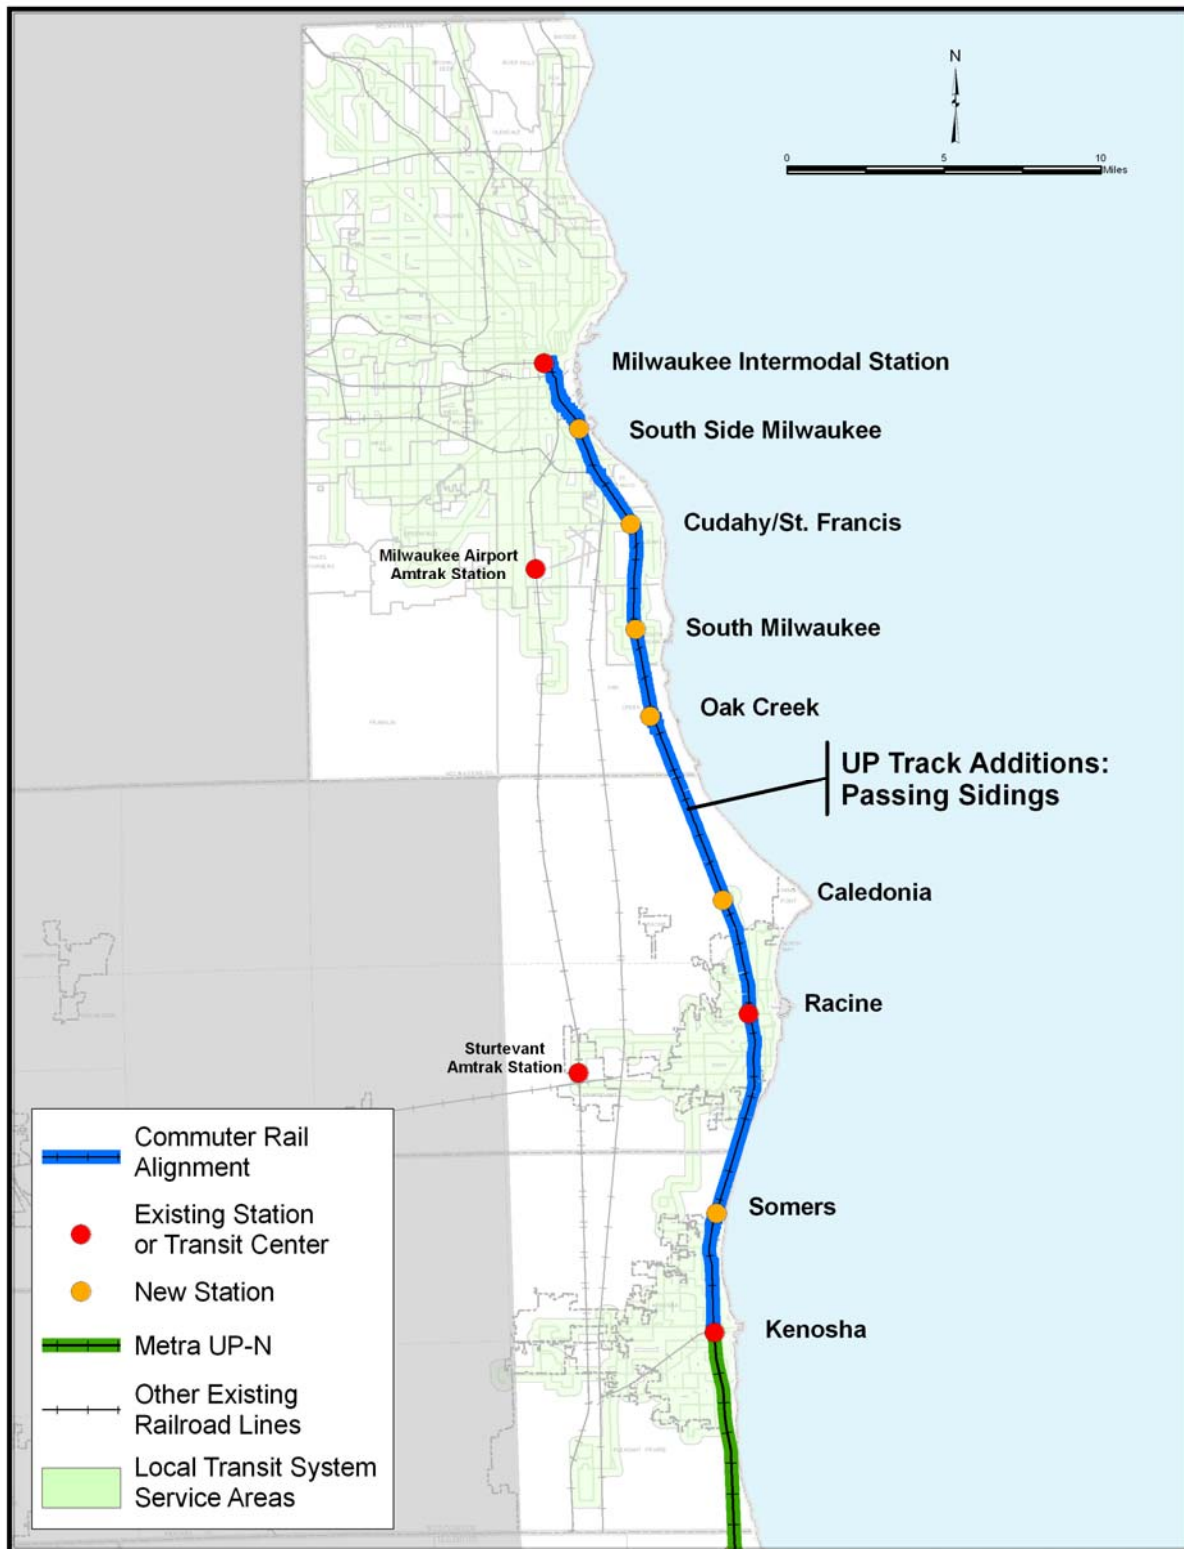 N
0 5 10
Miles
Milwaukee Intermodal Station
South Side Milwaukee
Cudahy/St. Francis
Milwaukee Airport
Amtrak Station
South Milwaukee
Oak Creek
UP Track Additions:
Passing Sidings
Caledonia
Racine
Sturtevant
Amtrak Station
Somers
Kenosha
Commuter Rail
Alignment
Existing Station
or Transit Center
New Station
Metra UP-N
Other Existing
Railroad Lines
Local Transit System
Service Areas